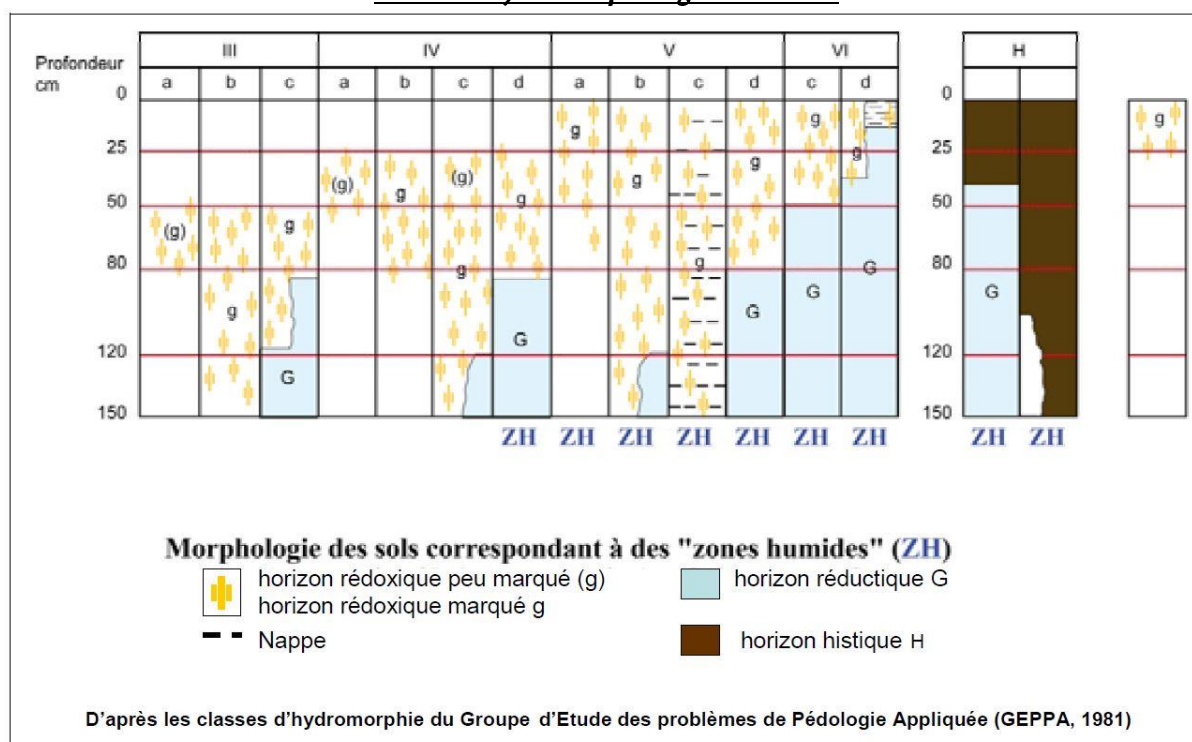 III IV V VI H
Profondeur
cm
a b c a b c d a b c d c d
0 0
g g g g
25 25
(g) g (g) g g g g
50 50
(g) g g
80 80
g g g G
G G G
g G
120 120
G
150 150
ZH ZH ZH ZH ZH ZH ZH ZH ZH
Morphologie des sols correspondant à des "zones humides" (ZH)
horizon rédoxique peu marqué (g)
horizon rédoxique marqué g
horizon réductique G
Nappe
horizon histique H
D'après les classes d'hydromorphie du Groupe d'Etude des problèmes de Pédologie Appliquée (GEPPA, 1981)